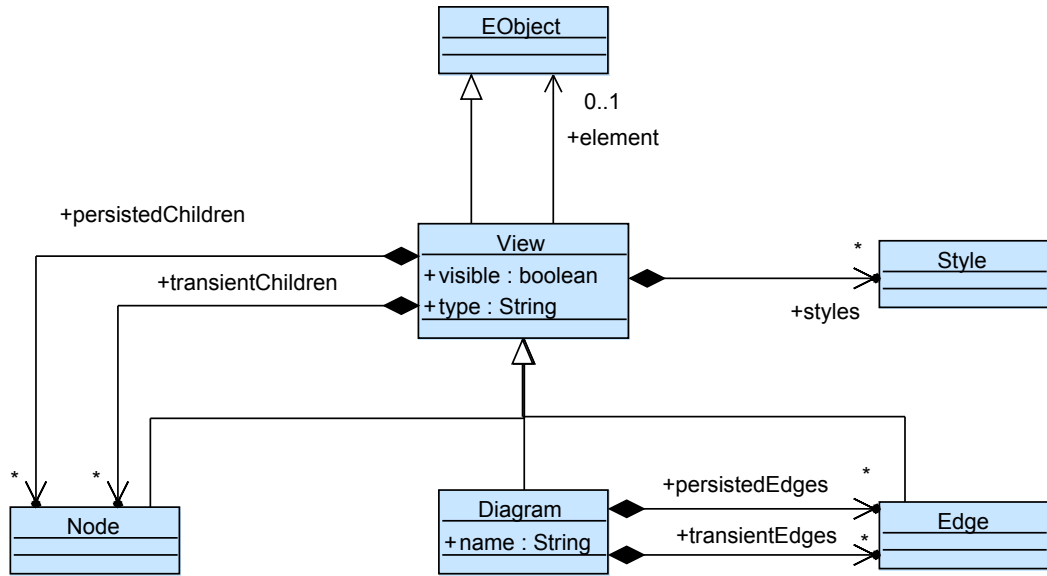 EObject
0..1
+element
+persistedChildren
View
+visible : boolean
+type : String
+transientChildren
*
Style
+styles
*
*
*
+persistedEdges
Node
Diagram
+name : String
+transientEdges
*
Edge